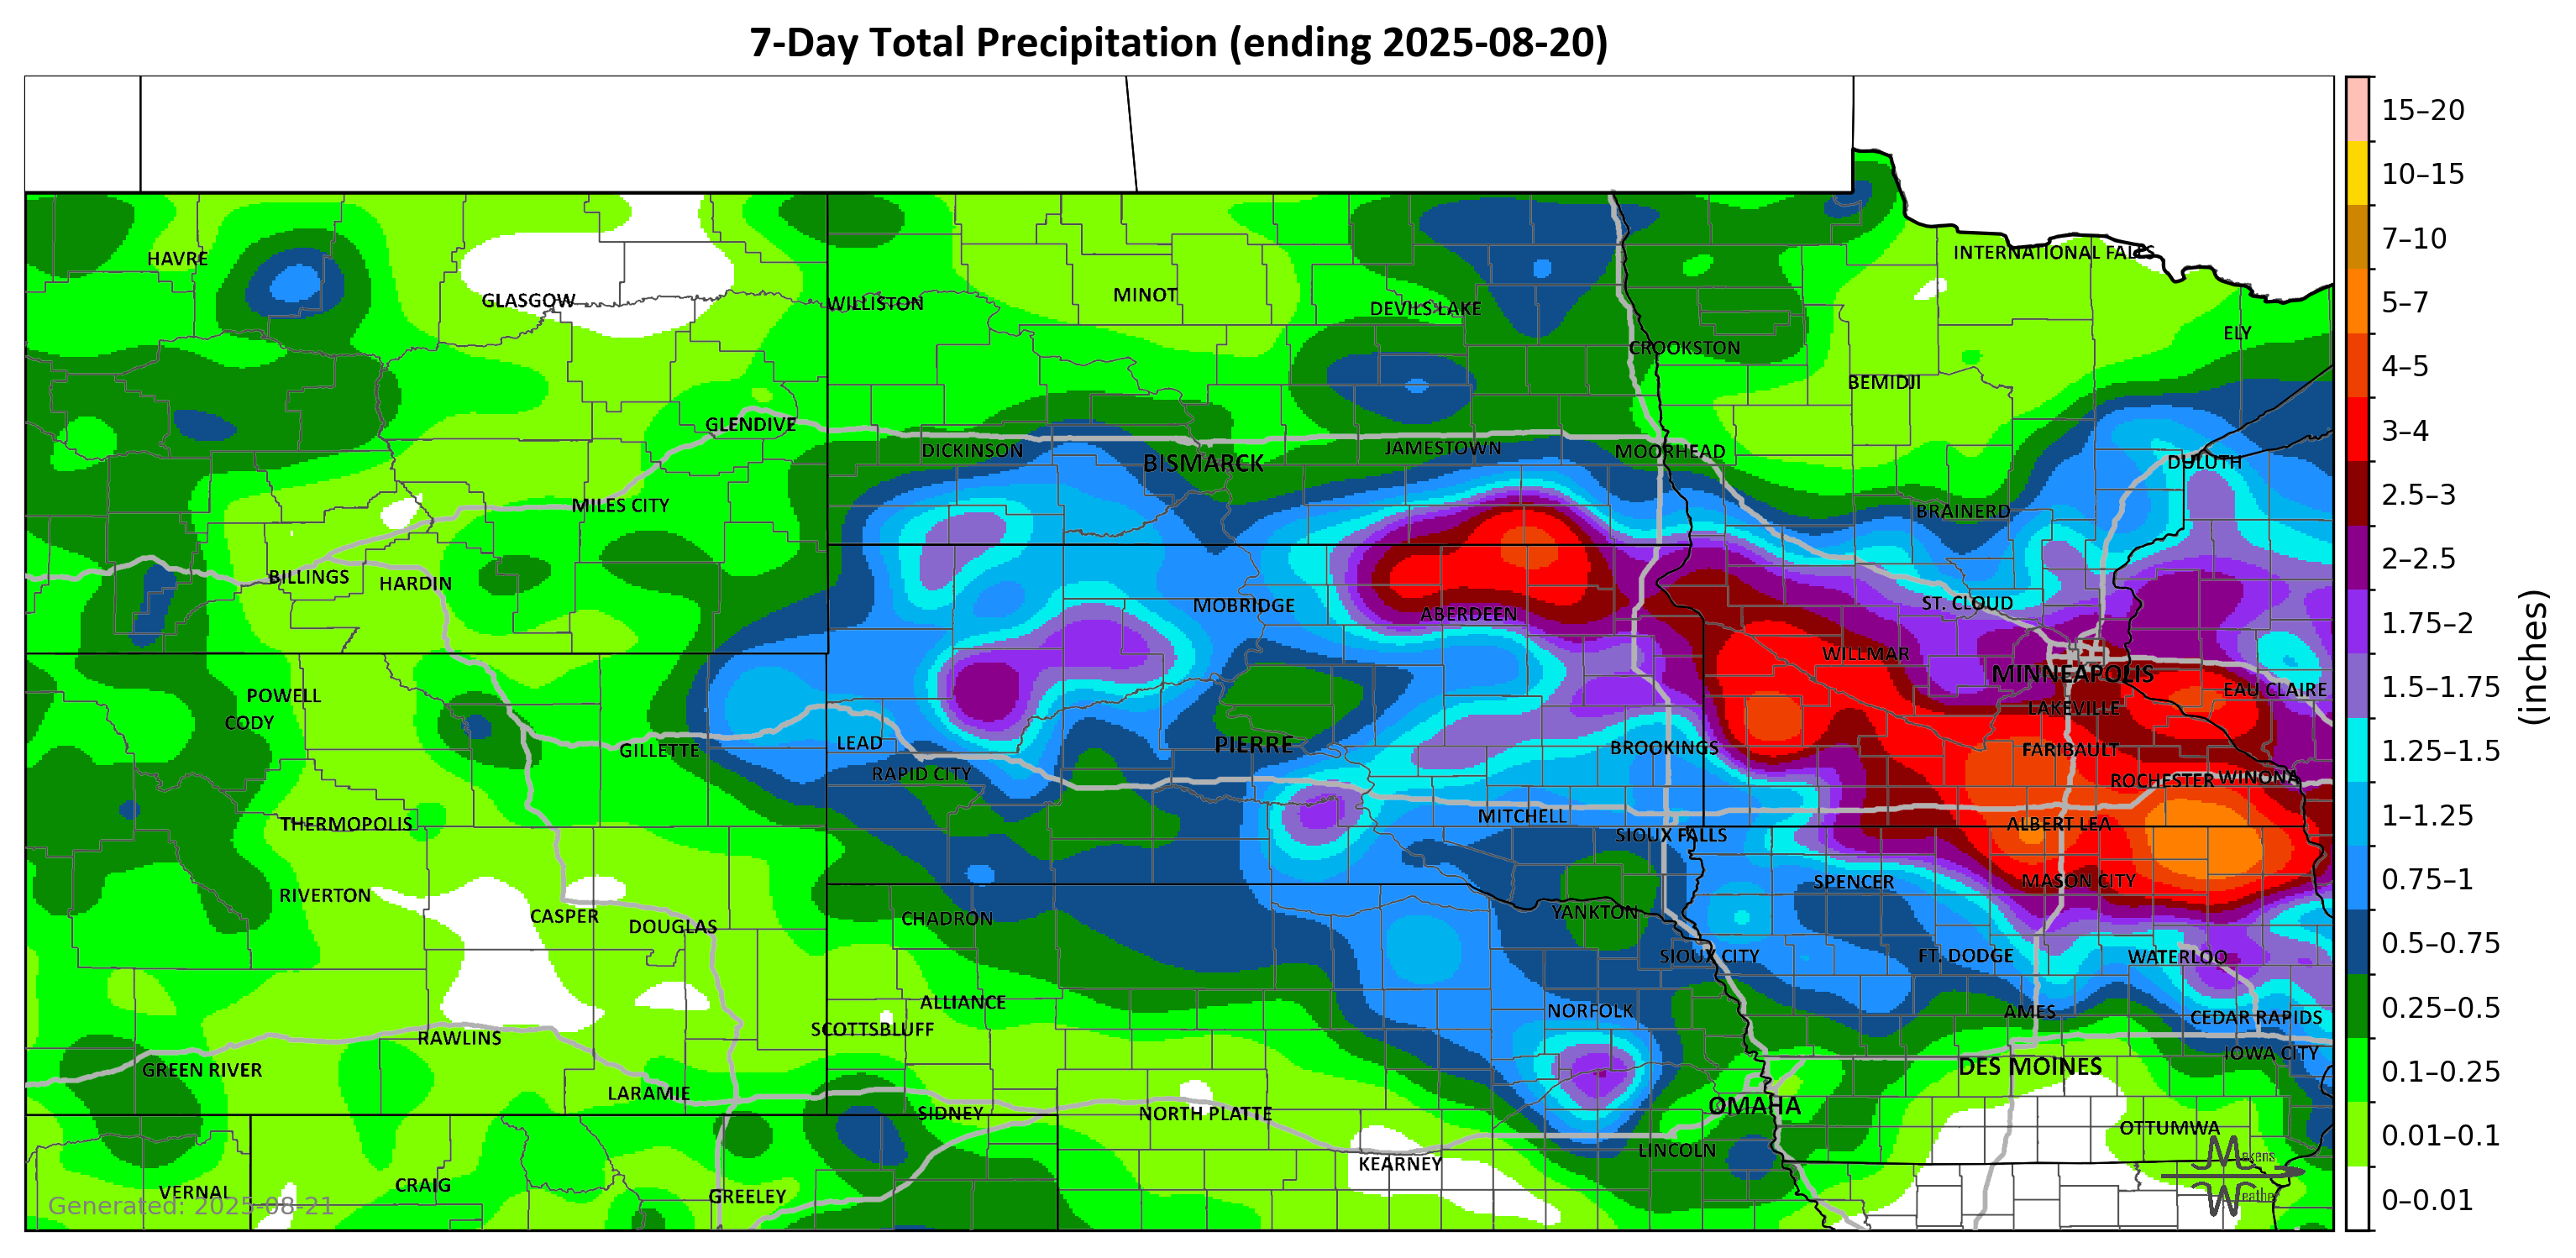 7-Day Total Precipitation (ending 2025-08-20)
HAVRE
GLASGOW
WILLISTON
MINOT
DEVILS LAKE
INTERNATIONAL FALLS
ELY
CROOKSTON
BEMIDJI
GLENDIVE
DICKINSON
BISMARCK
JAMESTOWN
MOORHEAD
DULUTH
MILES CITY
BRAINERD
BILLINGS
HARDIN
MOBRIDGE
ABERDEEN
ST. CLOUD
WILLMAR
MINNEAPOLIS
EAU CLAIRE
POWELL
CODY
LAKEVILLE
GILLETTE
LEAD
PIERRE
BROOKINGS
FARIBAULT
RAPID CITY
ROCHESTER
WINONA
THERMOPOLIS
MITCHELL
SIOUX FALLS
ALBERT LEA
RIVERTON
CASPER
DOUGLAS
CHADRON
YANKTON
SPENCER
MASON CITY
SIOUX CITY
FT. DODGE
WATERLOO
ALLIANCE
SCOTTSBLUFF
NORFOLK
AMES
CEDAR RAPIDS
RAWLINS
GREEN RIVER
LARAMIE
DES MOINES
IOWA CITY
SIDNEY
NORTH PLATTE
OMAHA
OTTUMWA
KEARNEY
LINCOLN
VERNAL
CRAIG
GREELEY
Generated: 2025-08-21
Makens
Weather
15–20
10–15
7–10
5–7
4–5
3–4
2.5–3
2–2.5
1.75–2
1.5–1.75
1.25–1.5
1–1.25
0.75–1
0.5–0.75
0.25–0.5
0.1–0.25
0.01–0.1
0–0.01
(inches)